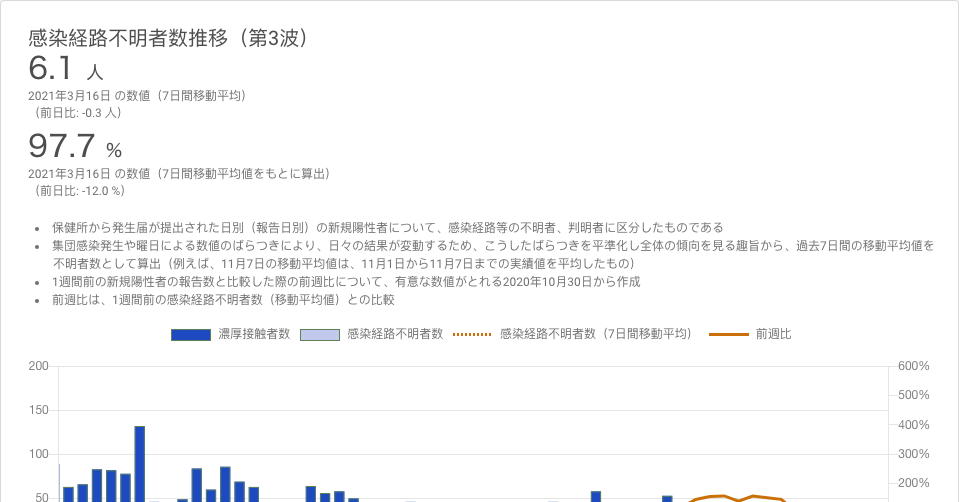 感染経路不明者数推移（第3波）
6.1 人
2021年3月16日 の数値（7日間移動平均）
（前日比: -0.3 人）
97.7 %
2021年3月16日 の数値（7日間移動平均値をもとに算出）
（前日比: -12.0 %）
• 保健所から発生届が提出された日別（報告日別）の新規陽性者について、感染経路等の不明者、判明者に区分したものである
• 集団感染発生や曜日による数値のばらつきにより、日々の結果が変動するため、こうしたばらつきを平準化し全体の傾向を見る趣旨から、過去7日間の移動平均値を
不明者数として算出（例えば、11月7日の移動平均値は、11月1日から11月7日までの実績値を平均したもの）
• 1週間前の新規陽性者の報告数と比較した際の前週比について、有意な数値がとれる2020年10月30日から作成
• 前週比は、1週間前の感染経路不明者数（移動平均値）との比較
濃厚接触者数 感染経路不明者数 感染経路不明者数（7日間移動平均） 前週比
200 600%
500%
150
400%
100 300%
200%
50